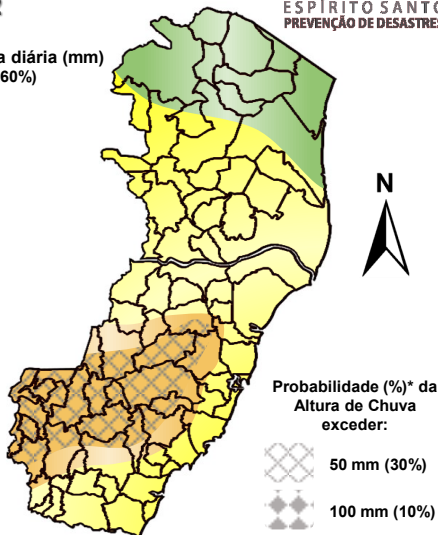 ESPÍRITO SANTO
PREVENÇÃO DE DESASTRES
a diária (mm)
60%)
N
Probabilidade (%)* da
Altura de Chuva
exceder:
50 mm (30%)
100 mm (10%)